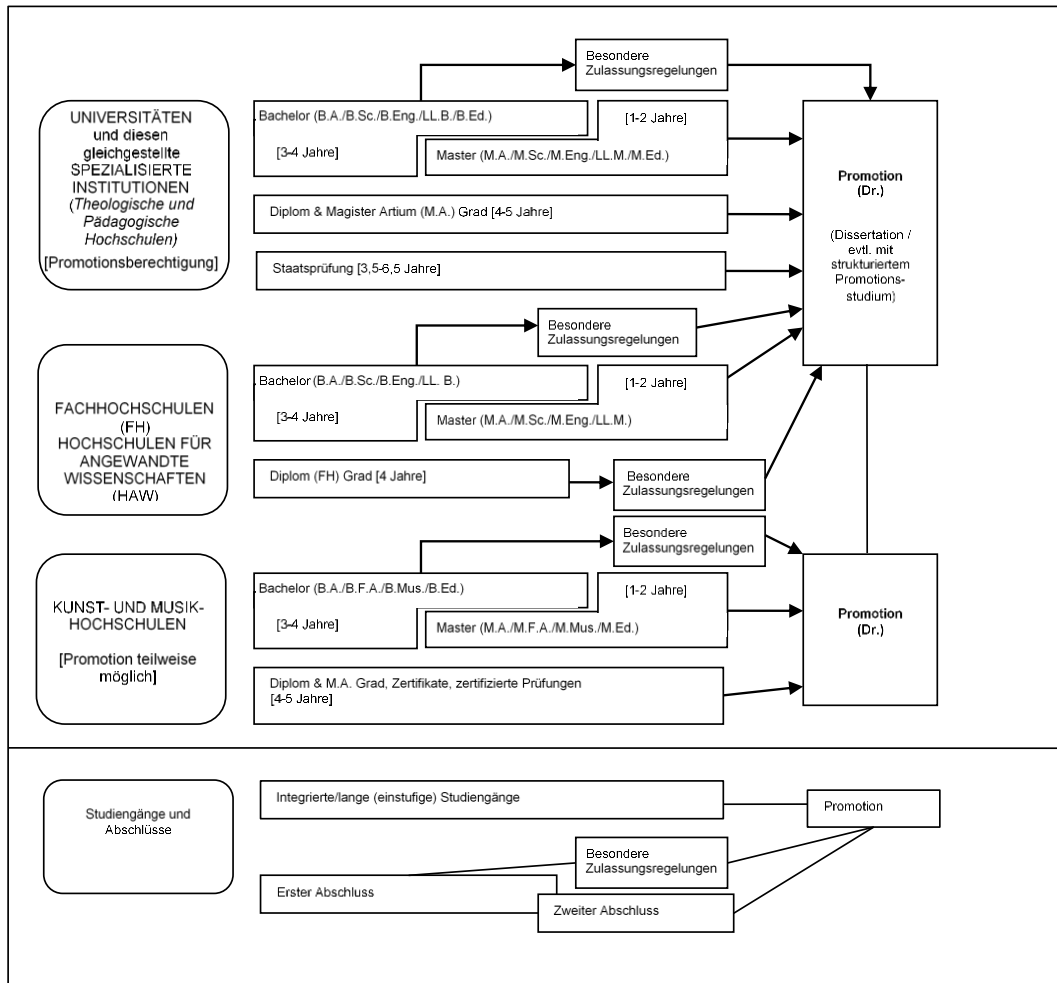 Besondere
Zulassungsregelungen
UNIVERSITÄTEN
und diesen
gleichgestellte
SPEZIALISIERTE
INSTITUTIONEN
(Theologische und
Pädagogische
Hochschulen)
[Promotionsberechtigung]
Bachelor (B.A./B.Sc./B.Eng./LL.B./B.Ed.)
[3-4 Jahre]
[1-2 Jahre]
Master (M.A./M.Sc./M.Eng./LL.M./M.Ed.)
Diplom & Magister Artium (M.A.) Grad [4-5 Jahre]
Staatsprüfung [3,5-6,5 Jahre]
Promotion
(Dr.)
(Dissertation /
evtl. mit
strukturiertem
Promotions-
studium)
Besondere
Zulassungsregelungen
FACHHOCHSCHULEN
(FH)
HOCHSCHULEN FÜR
ANGEWANDTE
WISSENSCHAFTEN
(HAW)
Bachelor (B.A./B.Sc./B.Eng./LL. B.)
[3-4 Jahre]
[1-2 Jahre]
Master (M.A./M.Sc./M.Eng./LL.M.)
Diplom (FH) Grad [4 Jahre]
Besondere
Zulassungsregelungen
Besondere
Zulassungsregelungen
KUNST- UND MUSIK-
HOCHSCHULEN
[Promotion teilweise
möglich]
Bachelor (B.A./B.F.A./B.Mus./B.Ed.)
[3-4 Jahre]
[1-2 Jahre]
Master (M.A./M.F.A./M.Mus./M.Ed.)
Diplom & M.A. Grad, Zertifikate, zertifizierte Prüfungen
[4-5 Jahre]
Promotion
(Dr.)
Studiengänge und
Abschlüsse
Integrierte/lange (einstufige) Studiengänge
Promotion
Besondere
Zulassungsregelungen
Erster Abschluss
Zweiter Abschluss